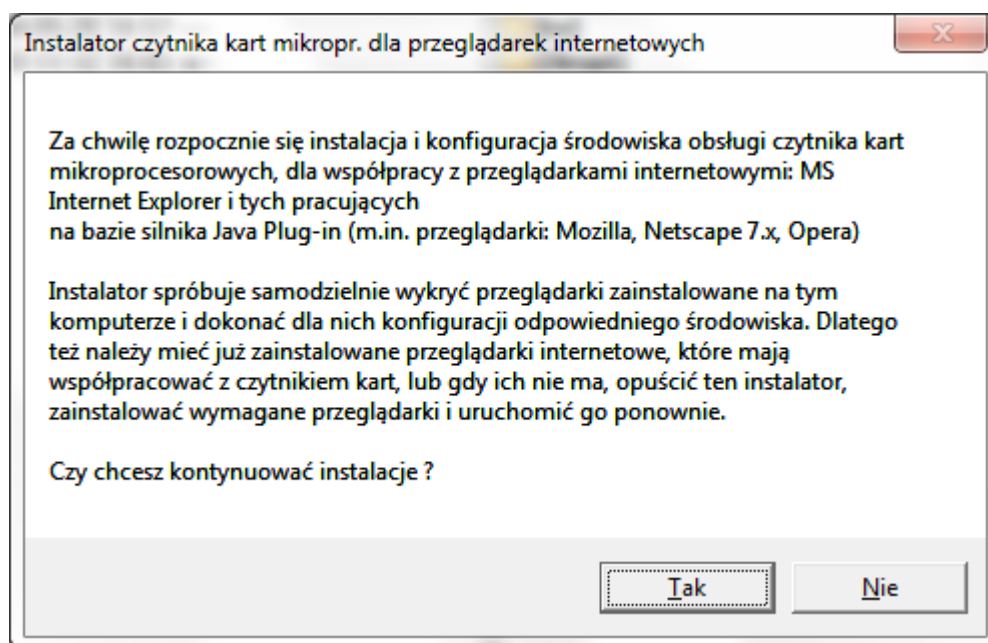 Instalator czytnika kart mikropr. dla przeglądarek internetowych
Za chwilę rozpocznie się instalacja i konfiguracja środowiska obsługi czytnika kart
mikroprocesorowych, dla współpracy z przeglądarkami internetowymi: MS
Internet Explorer i tych pracujących
na bazie silnika Java Plug-in (m.in. przeglądarki: Mozilla, Netscape 7.x, Opera)
Instalator spróbuje samodzielnie wykryć przeglądarki zainstalowane na tym
komputerze i dokonać dla nich konfiguracji odpowiedniego środowiska. Dlatego
też należy mieć już zainstalowane przeglądarki internetowe, które mają
współpracować z czytnikiem kart, lub gdy ich nie ma, opuścić ten instalator,
zainstalować wymagane przeglądarki i uruchomić go ponownie.
Czy chcesz kontynuować instalacje ?
Tak Nie